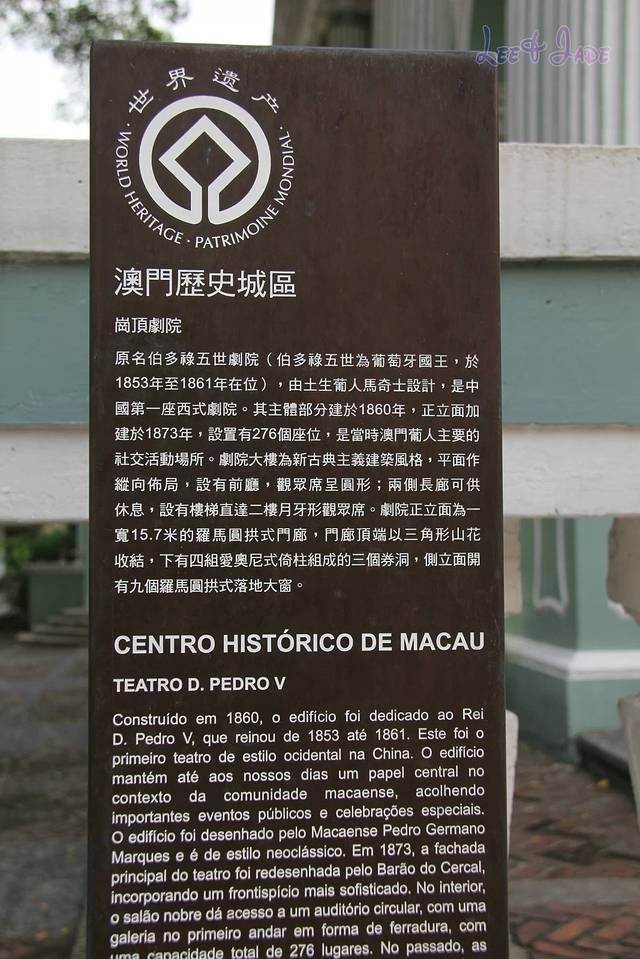 Lee & Jade
世界遗产
· WORLD HERITAGE · PATRIMOINE MONDIAL ·
澳門歷史城區
崗頂劇院
原名伯多祿五世劇院（伯多祿五世為葡萄牙國王，於
1853年至1861年在位），由土生葡人馬奇士設計，是中
國第一座西式劇院。其主體部分建於1860年，正立面加
建於1873年，設置有276個座位，是當時澳門葡人主要的
社交活動場所。劇院大樓為新古典主義建築風格，平面作
縱向佈局，設有前廳，觀眾席呈圓形；兩側長廊可供
休息，設有樓梯直達二樓月牙形觀眾席。劇院正立面為一
寬15.7米的羅馬圓拱式門廊，門廊頂端以三角形山花
收結，下有四組愛奧尼式倚柱組成的三個券洞，側立面開
有九個羅馬圓拱式落地大窗。
CENTRO HISTÓRICO DE MACAU
TEATRO D. PEDRO V
Construído em 1860, o edifício foi dedicado ao Rei
D. Pedro V, que reinou de 1853 até 1861. Este foi o
primeiro teatro de estilo ocidental na China. O edifício
mantém até aos nossos dias um papel central no
contexto da comunidade macaense, acolhendo
importantes eventos públicos e celebrações especiais.
O edifício foi desenhado pelo Macaense Pedro Germano
Marques e é de estilo neoclássico. Em 1873, a fachada
principal do teatro foi redesenhada pelo Barão do Cercal,
incorporando um frontispício mais sofisticado. No interior,
o salão nobre dá acesso a um auditório circular, com uma
galeria no primeiro andar em forma de ferradura, com
uma capacidade total de 276 lugares. No passado, as